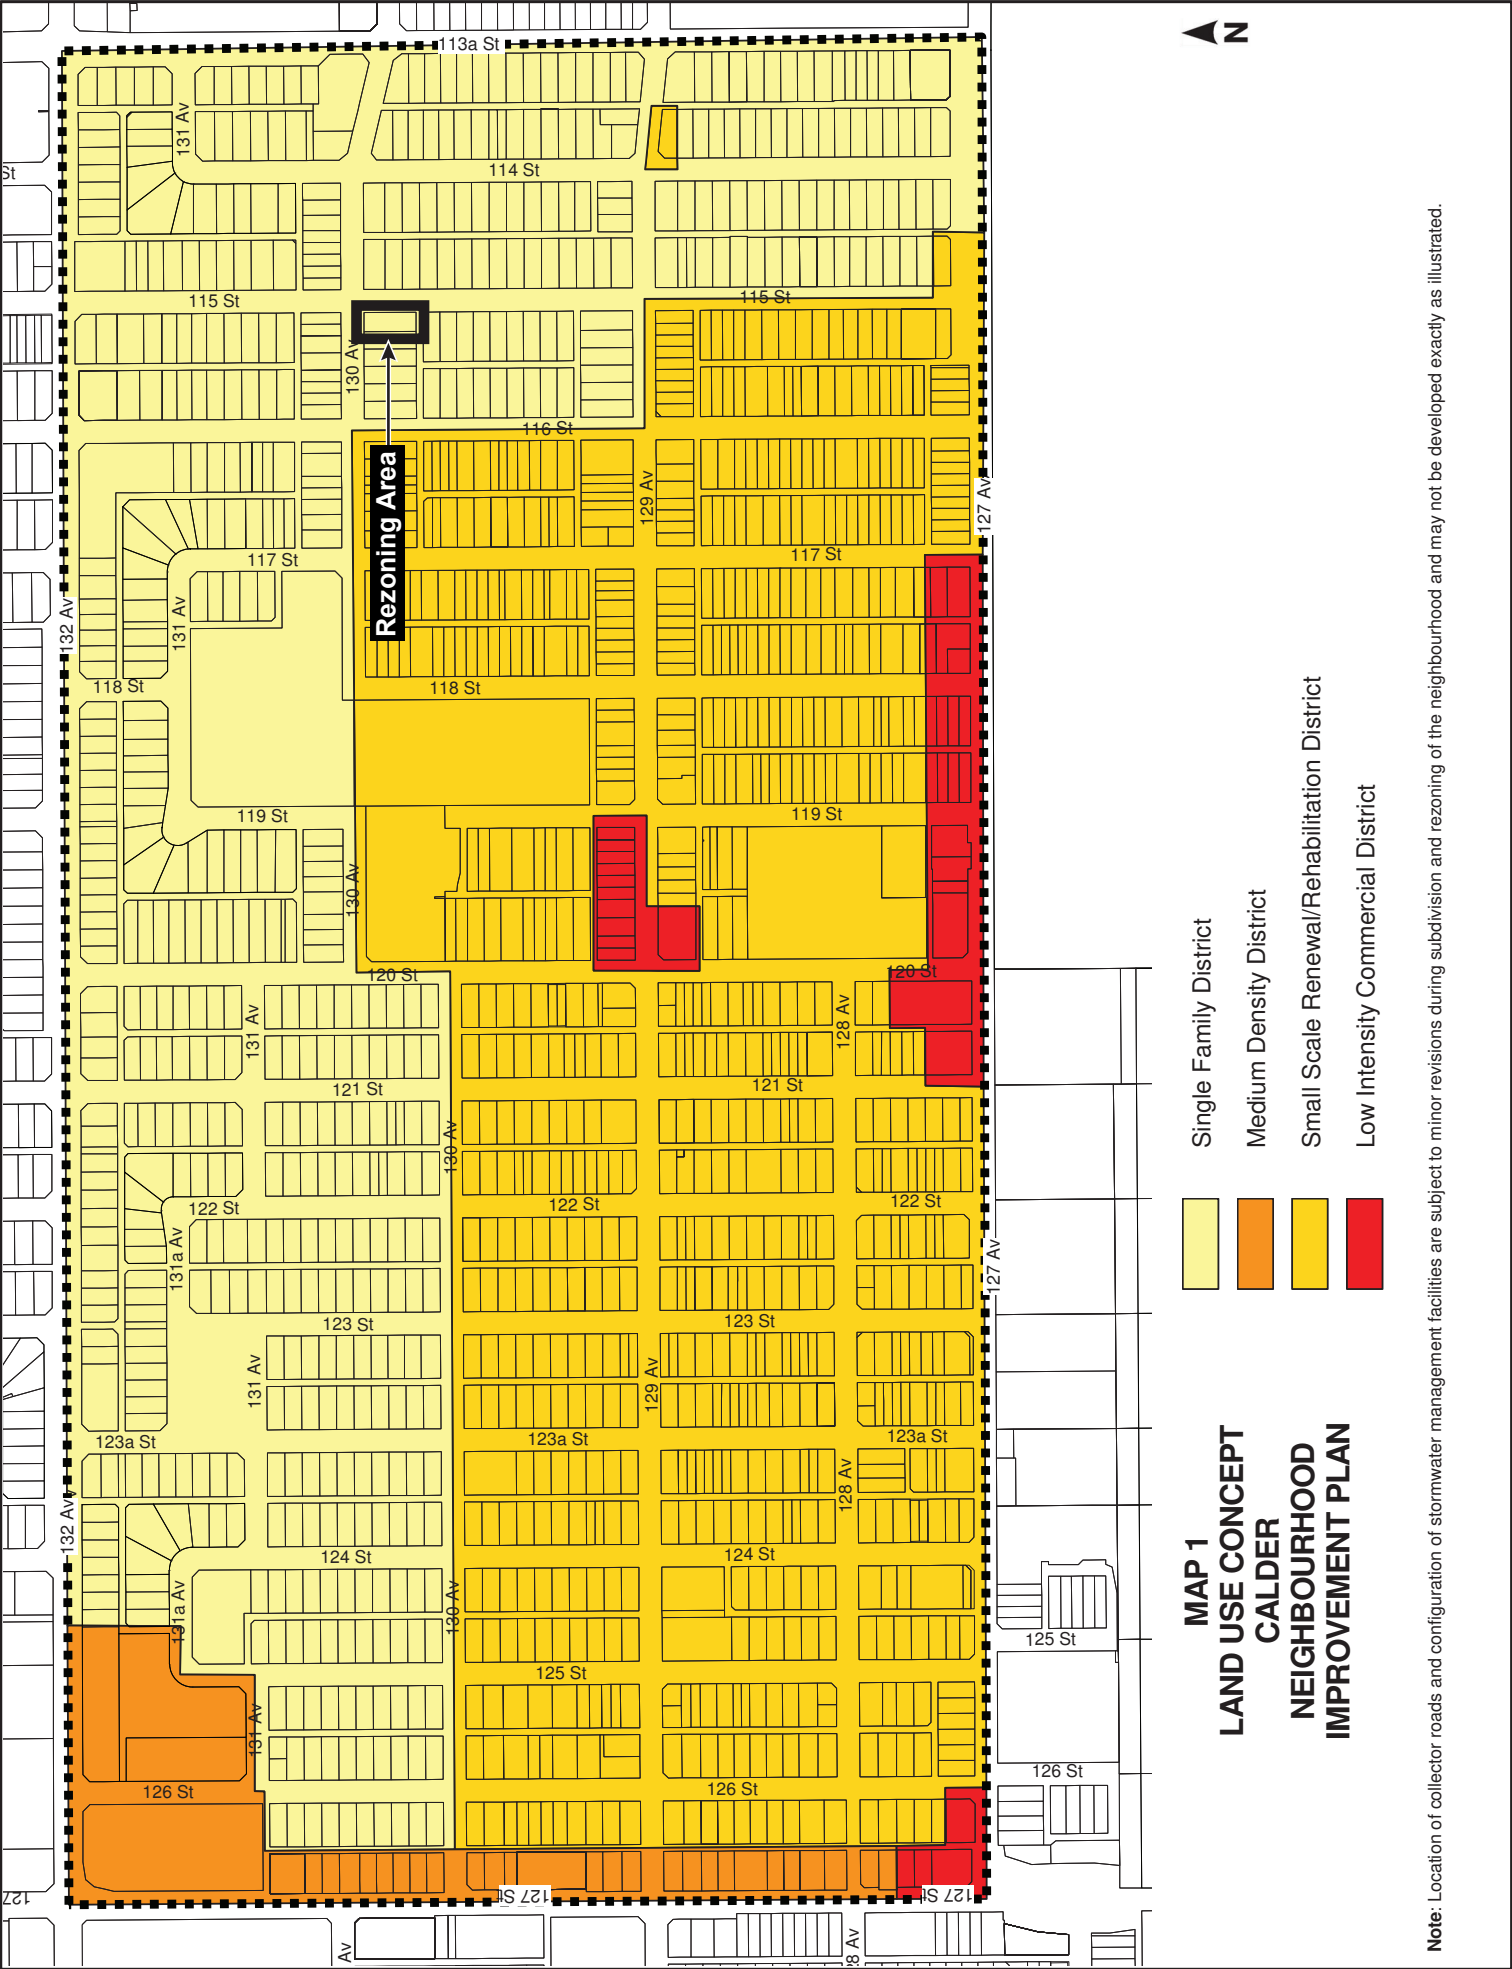 MAP 1
LAND USE CONCEPT
CALDER
NEIGHBOURHOOD
IMPROVEMENT PLAN
Single Family District
Medium Density District
Small Scale Renewal/Rehabilitation District
Low Intensity Commercial District
Note: Location of collector roads and configuration of stormwater management facilities are subject to minor revisions during subdivision and rezoning of the neighbourhood and may not be developed exactly as illustrated.
N
Rezoning Area
113a St
114 St
115 St
115 St
116 St
117 St
117 St
118 St
118 St
119 St
119 St
120 St
120 St
121 St
121 St
122 St
122 St
122 St
123 St
123 St
123a St
123a St
123a St
124 St
124 St
125 St
125 St
126 St
126 St
126 St
127 St
127 St
127
St
132 Av
132 Av
131 Av
131 Av
131 Av
131 Av
131 Av
131a Av
131a Av
130 Av
130 Av
130 Av
130 Av
129 Av
129 Av
128 Av
128 Av
127 Av
127 Av
Av
8 Av